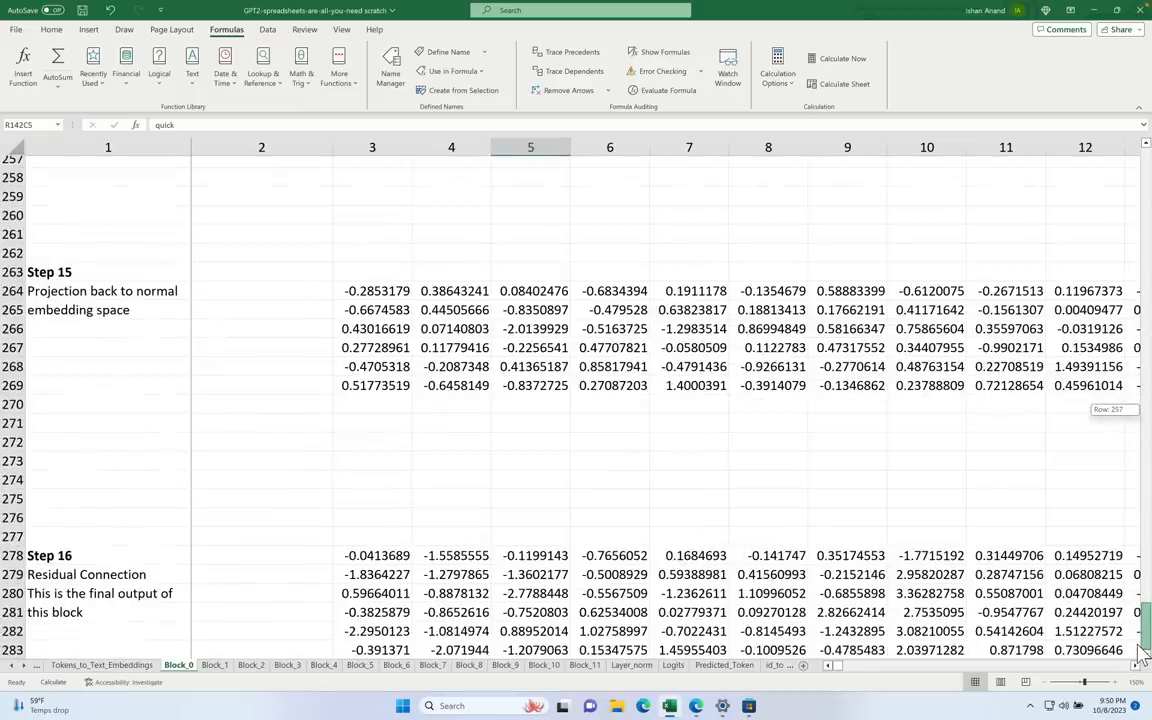 AutoSave Off GPT2-spreadsheets-are-all-you-need scratch Search Ishan Anand IA
File Home Insert Draw Page Layout Formulas Data Review View Help Comments Share
Insert Function AutoSum Recently Used Financial Logical Text Date & Time Lookup & Reference Math & Trig More Functions
Function Library
Name Manager Define Name Use in Formula Create from Selection
Defined Names
Trace Precedents Trace Dependents Remove Arrows Show Formulas Error Checking Evaluate Formula Watch Window
Formula Auditing
Calculation Options Calculate Now Calculate Sheet
Calculation
R142C5 fx quick
1 2 3 4 5 6 7 8 9 10 11 12
257
258
259
260
261
262
263 Step 15
264 Projection back to normal -0.2853179 0.38643241 0.08402476 -0.6834394 0.1911178 -0.1354679 0.58883399 -0.6120075 -0.2671513 0.11967373 -
265 embedding space -0.6674583 0.44505666 -0.8350897 -0.479528 0.63823817 0.18813413 0.17662191 0.41171642 -0.1561307 0.00409477 0
266 0.43016619 0.07140803 -2.0139929 -0.5163725 -1.2983514 0.86994849 0.58166347 0.75865604 0.35597063 -0.0319126 -
267 0.27728961 0.11779416 -0.2256541 0.47707821 -0.0580509 0.1122783 0.47317552 0.34407955 -0.9902171 0.1534986 0
268 -0.4705318 -0.2087348 0.41365187 0.85817941 -0.4791436 -0.9266131 -0.2770508 0.48763154 0.22708519 1.49391156 -
269 0.51773519 -0.6458149 -0.8372725 0.27087203 1.4000391 -0.3914079 -0.1346862 0.23788809 0.72128654 0.45961014 -
270 Row: 257
271
272
273
274
275
276
277
278 Step 16 -0.0413689 -1.5585555 -0.1199143 -0.7656052 0.1684693 -0.141747 0.35174553 -1.7715192 0.31449706 0.14952719 -
279 Residual Connection -1.8364227 -1.2797865 -1.3602177 -0.5008929 0.59388981 0.41560993 -0.2152146 2.95820287 0.28747156 0.06808215 0
280 This is the final output of 0.59664011 -0.8878132 -2.7788448 -0.5567509 -1.2362611 1.10996052 -0.6855898 3.36282758 0.55087001 0.04708449 -
281 this block -0.3825879 -0.8652616 -0.7520803 0.62534008 0.02779371 0.09270128 2.82662414 2.7535095 -0.9547767 0.24420197 0
282 -2.2950123 -1.0814974 0.88952014 1.02758997 -0.7022431 -0.8145493 -1.2432895 3.08210055 0.54142604 1.51227572 -
283 -0.391371 -2.071944 -1.2079063 0.15347575 1.45955403 -0.1009526 -0.4785483 2.03971282 0.871798 0.73096646 -
... Tokens_to_Text_Embeddings Block_0 Block_1 Block_2 Block_3 Block_4 Block_5 Block_6 Block_7 Block_8 Block_9 Block_10 Block_11 Layer_norm Logits Predicted_Token id_to ...
Ready Calculate Accessibility: Investigate 150%
59°F Search 9:50 PM
Temps drop 10/8/2023